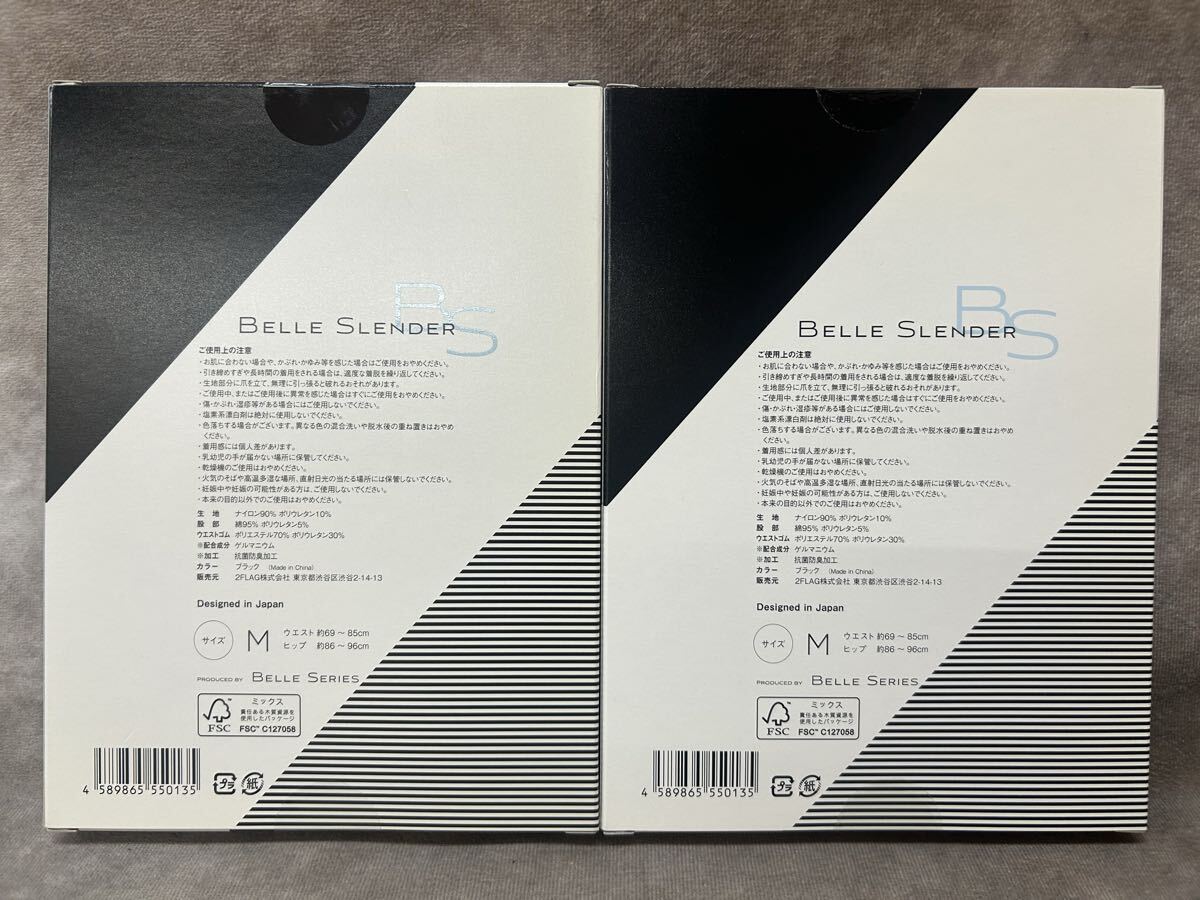 BS
BELLE SLENDER
ご使用上の注意
・お肌に合わない場合や、かぶれ・かゆみ等を感じた場合はご使用をおやめください。
・引き締めすぎや長時間の着用をされる場合は、適度な着脱を繰り返してください。
・生地部分に爪を立て、無理に引っ張ると破れるおそれがあります。
・ご使用中、またはご使用後に異常を感じた場合はすぐにご使用をおやめください。
・傷・かぶれ・湿疹等がある場合にはご使用しないでください。
・塩素系漂白剤は絶対に使用しないでください。
・色落ちする場合がございます。異なる色の混合洗いや脱水後の重ね置きはおやめ
ください。
・着用感には個人差があります。
・乳幼児の手が届かない場所に保管してください。
・乾燥機のご使用はおやめください。
・火気のそばや高温多湿な場所、直射日光の当たる場所には保管しないでください。
・妊娠中や妊娠の可能性がある方は、ご使用しないでください。
・本来の目的以外でのご使用はおやめください。
生 地 ナイロン90% ポリウレタン10%
股 部 綿95% ポリウレタン5%
ウエストゴム ポリエステル70% ポリウレタン30%
※配合成分 ゲルマニウム
※加工 抗菌防臭加工
カラー ブラック (Made in China)
販売元 2FLAG株式会社 東京都渋谷区渋谷2-14-13
Designed in Japan
サイズ M ウエスト 約69 ~ 85cm
ヒップ 約86 ~ 96cm
PRODUCED BY BELLE SERIES
ミックス
責任ある木質資源を
使用したパッケージ
FSC™ FSC™ C127058
プラ 紙
4 589865 550135
BS
BELLE SLENDER
ご使用上の注意
・お肌に合わない場合や、かぶれ・かゆみ等を感じた場合はご使用をおやめください。
・引き締めすぎや長時間の着用をされる場合は、適度な着脱を繰り返してください。
・生地部分に爪を立て、無理に引っ張ると破れるおそれがあります。
・ご使用中、またはご使用後に異常を感じた場合はすぐにご使用をおやめください。
・傷・かぶれ・湿疹等がある場合にはご使用しないでください。
・塩素系漂白剤は絶対に使用しないでください。
・色落ちする場合がございます。異なる色の混合洗いや脱水後の重ね置きはおやめ
ください。
・着用感には個人差があります。
・乳幼児の手が届かない場所に保管してください。
・乾燥機のご使用はおやめください。
・火気のそばや高温多湿な場所、直射日光の当たる場所には保管しないでください。
・妊娠中や妊娠の可能性がある方は、ご使用しないでください。
・本来の目的以外でのご使用はおやめください。
生 地 ナイロン90% ポリウレタン10%
股 部 綿95% ポリウレタン5%
ウエストゴム ポリエステル70% ポリウレタン30%
※配合成分 ゲルマニウム
※加工 抗菌防臭加工
カラー ブラック (Made in China)
販売元 2FLAG株式会社 東京都渋谷区渋谷2-14-13
Designed in Japan
サイズ M ウエスト 約69 ~ 85cm
ヒップ 約86 ~ 96cm
PRODUCED BY BELLE SERIES
ミックス
責任ある木質資源を
使用したパッケージ
FSC™ FSC™ C127058
プラ 紙
4 589865 550135